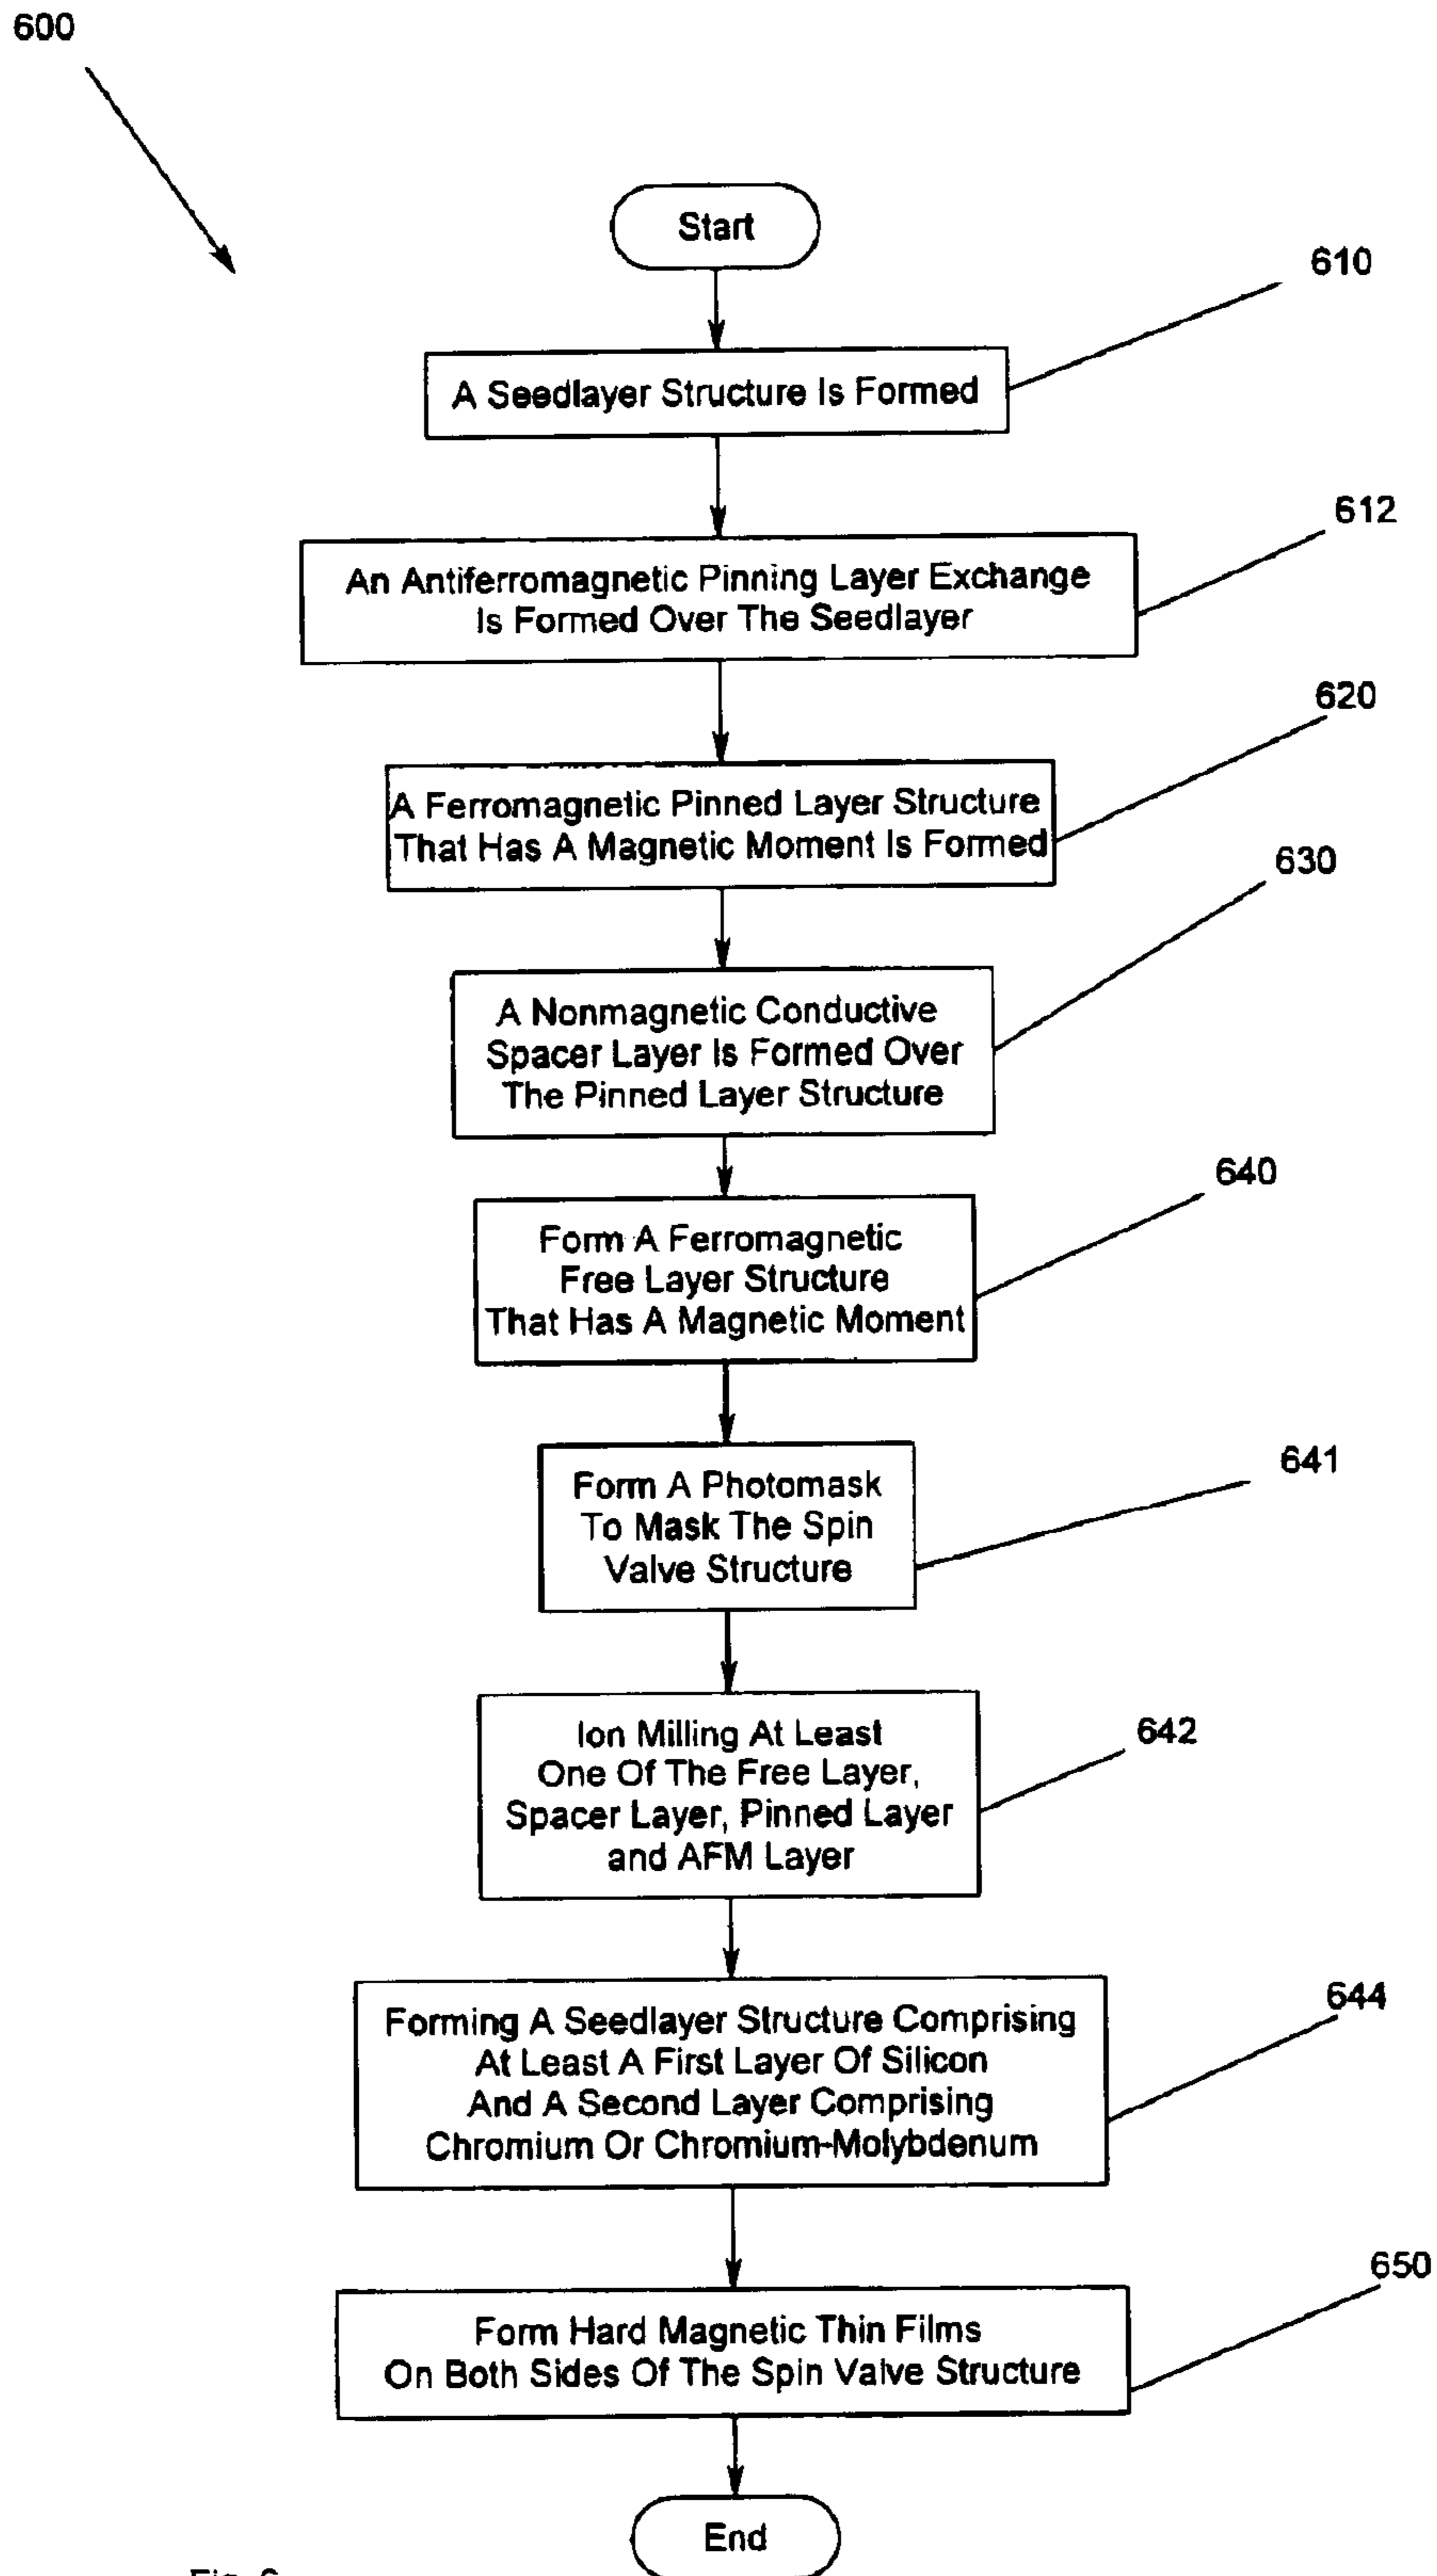 600
Start
610
A Seedlayer Structure Is Formed
612
An Antiferromagnetic Pinning Layer Exchange
Is Formed Over The Seedlayer
620
A Ferromagnetic Pinned Layer Structure
That Has A Magnetic Moment Is Formed
630
A Nonmagnetic Conductive
Spacer Layer Is Formed Over
The Pinned Layer Structure
640
Form A Ferromagnetic
Free Layer Structure
That Has A Magnetic Moment
641
Form A Photomask
To Mask The Spin
Valve Structure
642
Ion Milling At Least
One Of The Free Layer,
Spacer Layer, Pinned Layer
and AFM Layer
644
Forming A Seedlayer Structure Comprising
At Least A First Layer Of Silicon
And A Second Layer Comprising
Chromium Or Chromium-Molybdenum
650
Form Hard Magnetic Thin Films
On Both Sides Of The Spin Valve Structure
End